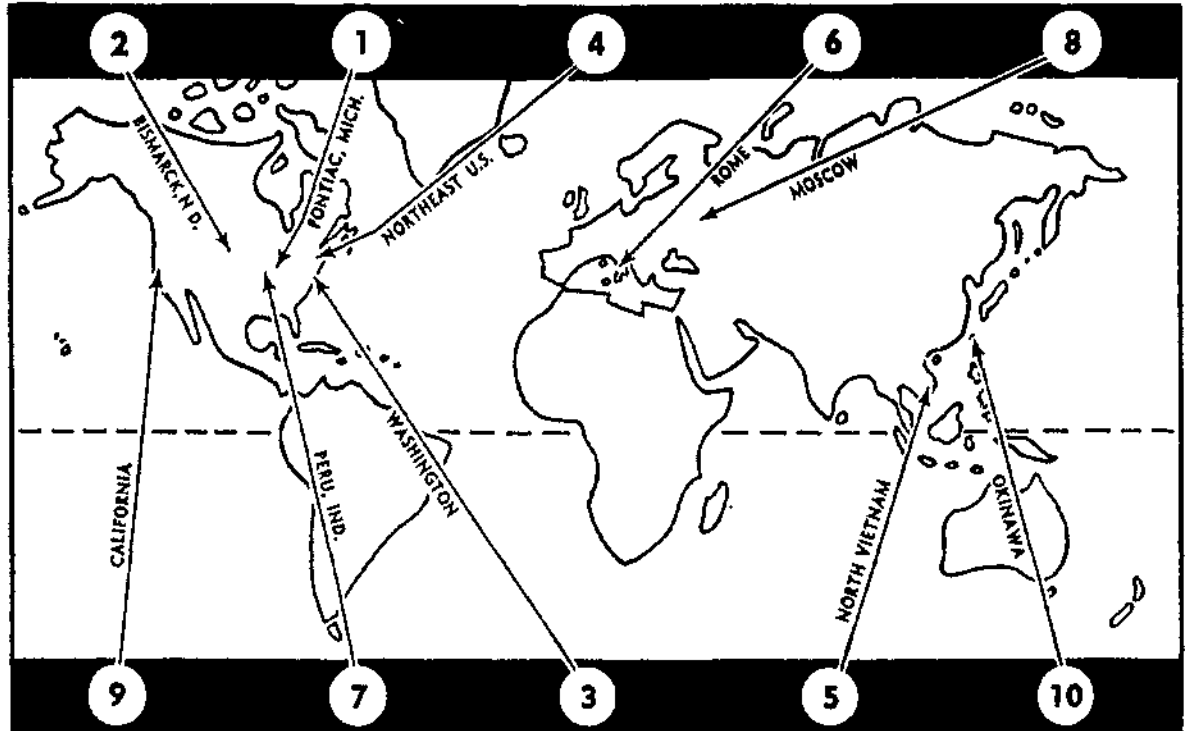 2
1
4
6
8
BISMARCK, N D.
PONTIAC, MICH.
NORTHEAST U.S.
ROME
MOSCOW
CALIFORNIA
PERU, IND.
WASHINGTON
NORTH VIETNAM
OKINAWA
9
7
3
5
10